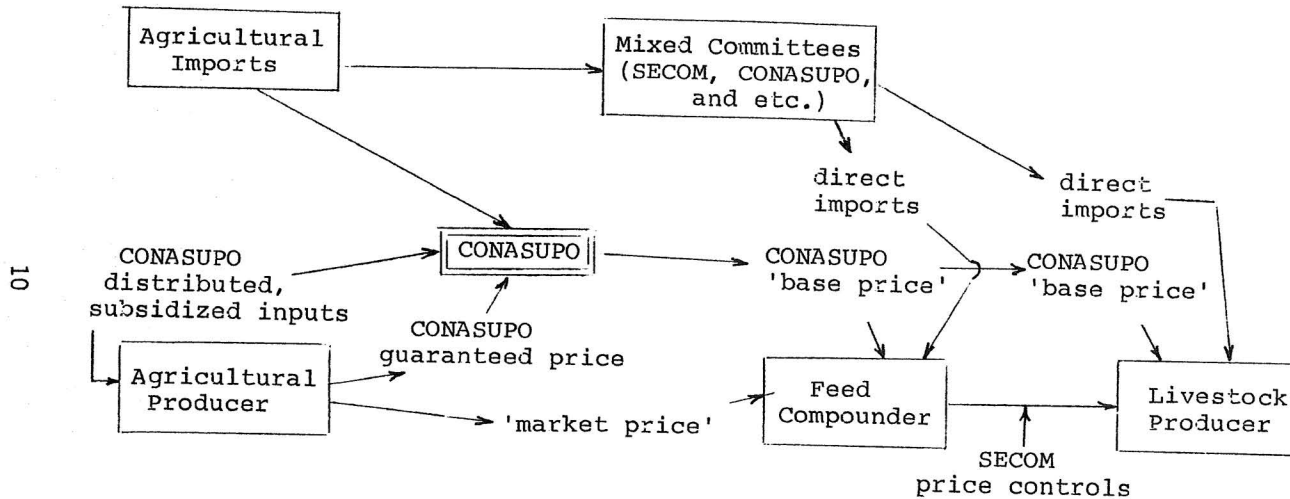 Agricultural
Imports
Mixed Committees
(SECOM, CONASUPO,
and etc.)
direct
imports
direct
imports
CONASUPO
distributed,
subsidized inputs
CONASUPO
CONASUPO
'base price'
CONASUPO
'base price'
CONASUPO
guaranteed price
Agricultural
Producer
'market price'
Feed
Compounder
Livestock
Producer
SECOM
price controls
10